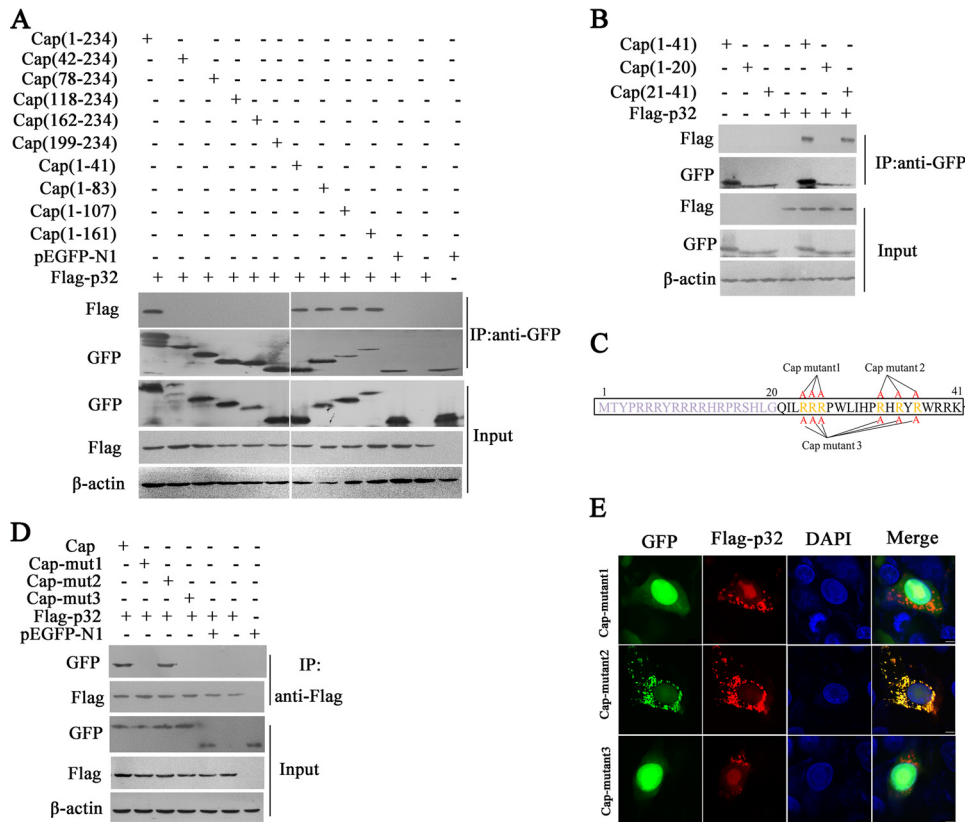 A
Cap(1-234) + - - - - - - - - - - - -
Cap(42-234) - + - - - - - - - - - - -
Cap(78-234) - - + - - - - - - - - - -
Cap(118-234) - - - + - - - - - - - - -
Cap(162-234) - - - - + - - - - - - - -
Cap(199-234) - - - - - + - - - - - - -
Cap(1-41) - - - - - - + - - - - - -
Cap(1-83) - - - - - - - + - - - - -
Cap(1-107) - - - - - - - - + - - - -
Cap(1-161) - - - - - - - - - + - - -
pEGFP-N1 - - - - - - - - - - + - +
Flag-p32 + + + + + + + + + + + + -
Flag
GFP
IP:anti-GFP
GFP
Flag
β-actin
Input
B
Cap(1-41) + - - - + - -
Cap(1-20) - + - - - + -
Cap(21-41) - - + - - - +
Flag-p32 - - - + + + +
Flag
GFP
IP:anti-GFP
Flag
GFP
β-actin
Input
C
Cap mutant1 Cap mutant2
1 20 41
A A A A A A
MTYPRRRYRRRRHRPRSHLGQILRRRPWLIHPRHRYRWRRK
A A A A A A
Cap mutant 3
D
Cap + - - - - - -
Cap-mut1 - + - - - - -
Cap-mut2 - - + - - - -
Cap-mut3 - - - + - - -
Flag-p32 + + + + + + -
pEGFP-N1 - - - - + - +
GFP
Flag
IP:
anti-Flag
GFP
Flag
β-actin
Input
E
GFP Flag-p32 DAPI Merge
Cap-mutant1
Cap-mutant2
Cap-mutant3